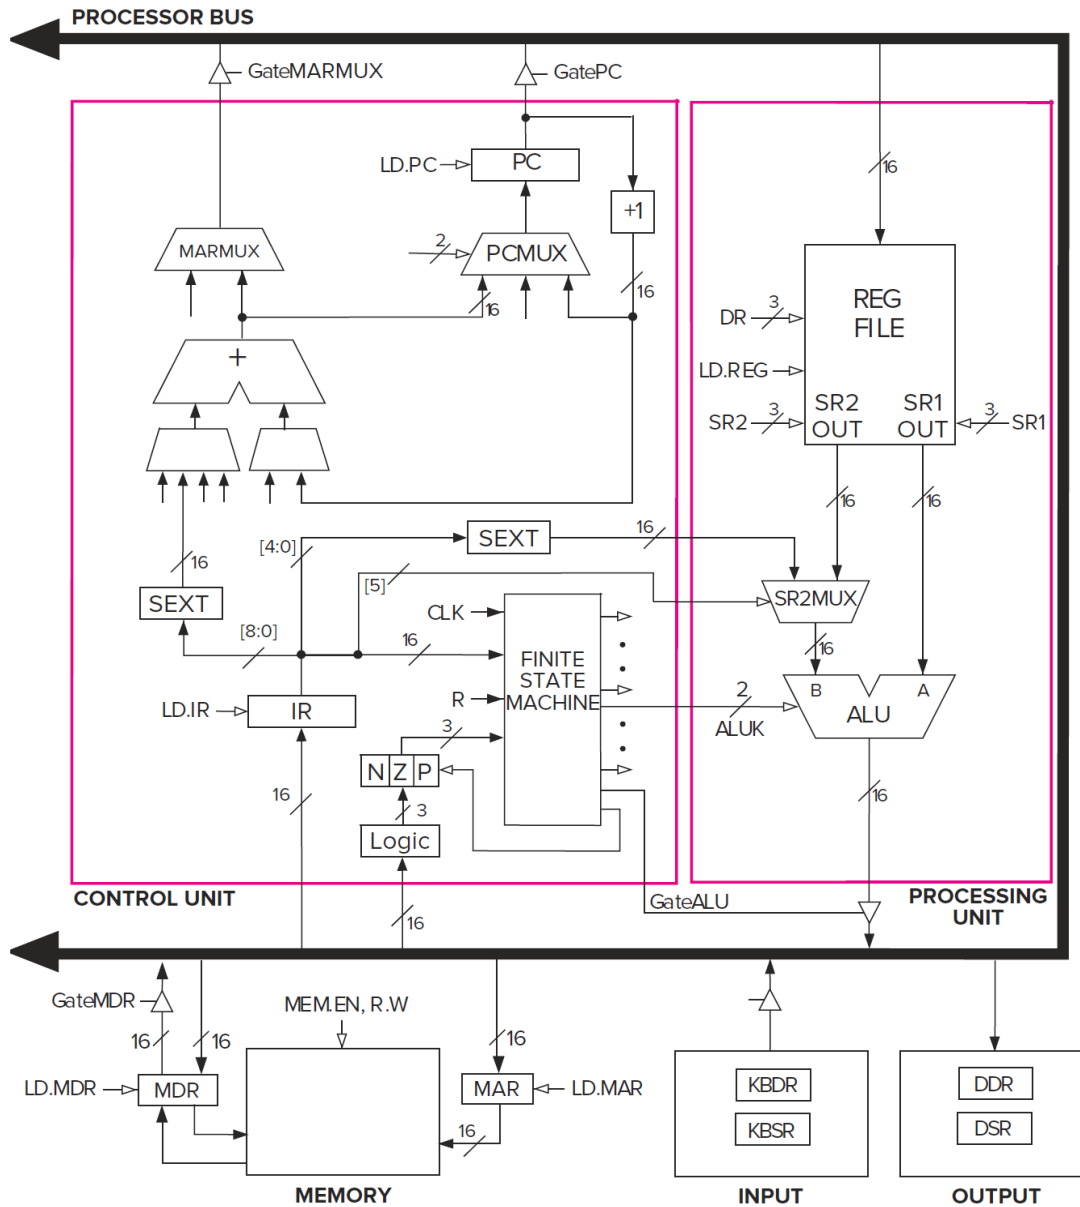 PROCESSOR BUS
GateMARMUX
GatePC
LD.PC
PC
16
+1
2
MARMUX
PCMUX
16
16
REG
FILE
DR
3
+
LD.REG
SR2
3
SR2
OUT
SR1
OUT
3
SR1
16
16
[4:0]
SEXT
16
16
[5]
SEXT
SR2MUX
CLK
[8:0]
16
16
FINITE
STATE
MACHINE
R
LD.IR
IR
B
A
2
ALU
ALUK
3
N Z P
16
3
16
Logic
CONTROL UNIT
GateALU
PROCESSING
UNIT
16
GateMDR
MEM.EN, R.W
16
16
16
LD.MDR
MDR
MAR
LD.MAR
KBDR
DDR
16
KBSR
DSR
MEMORY
INPUT
OUTPUT